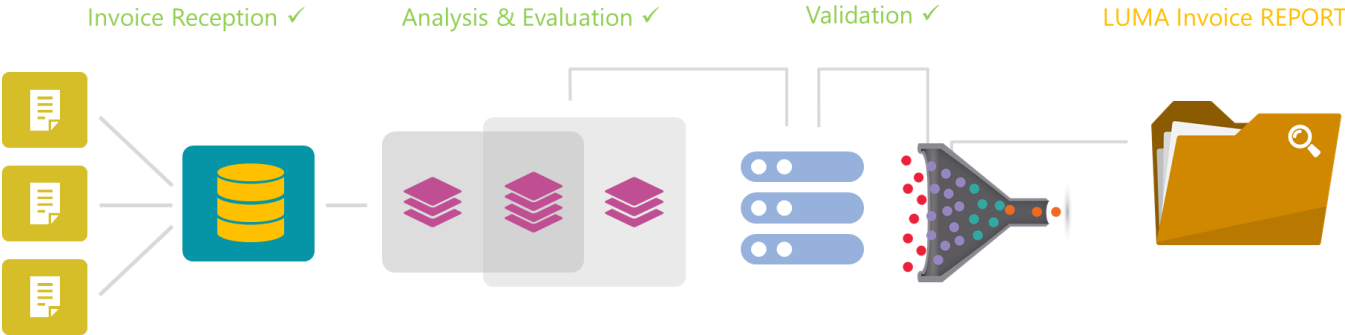 Invoice Reception ✓
Analysis & Evaluation ✓
Validation ✓
LUMA Invoice REPORT